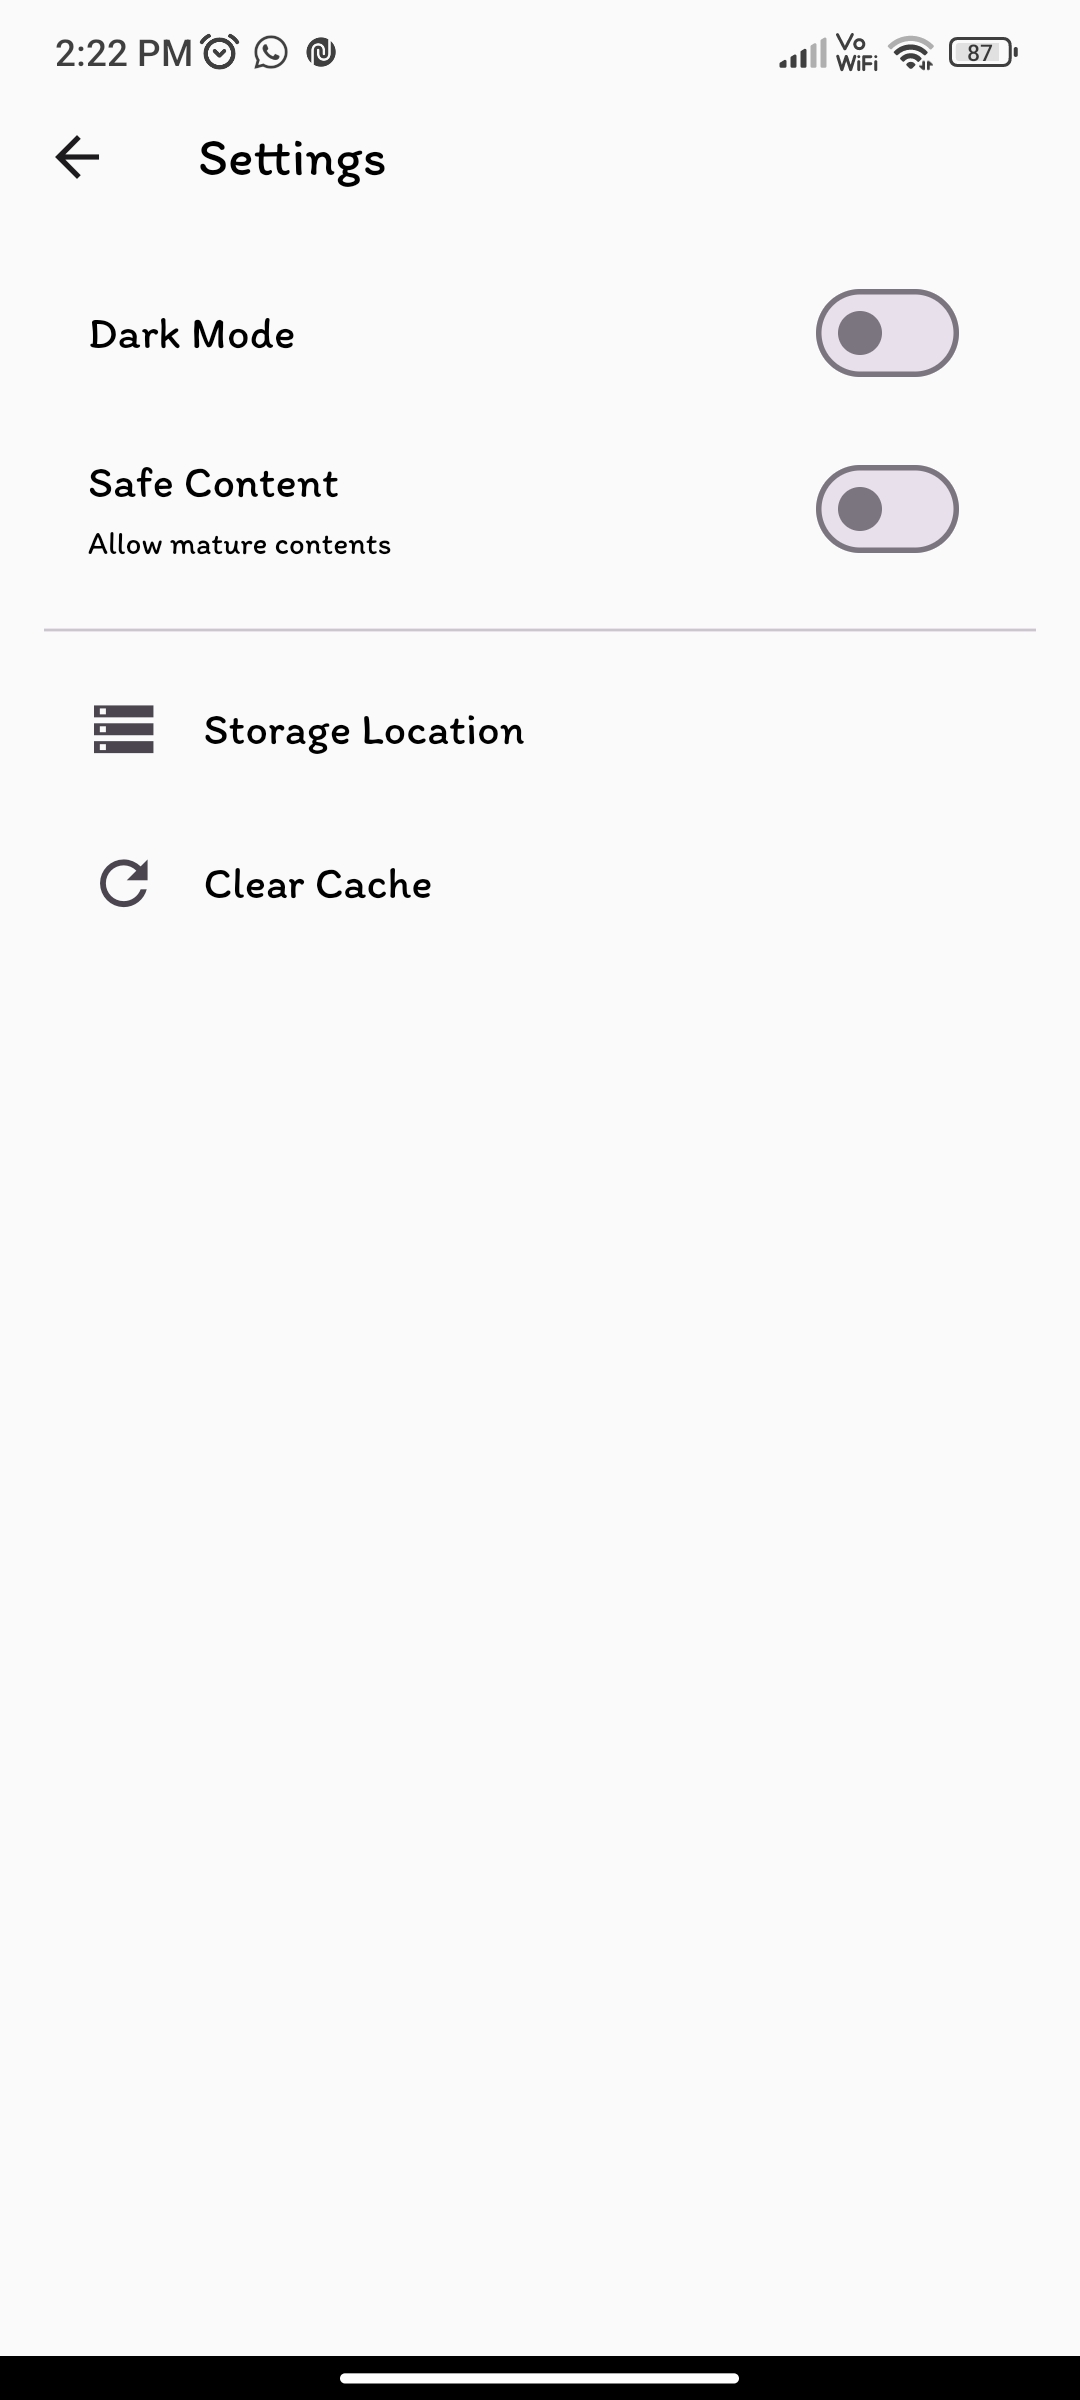 2:22 PM
Vo
WiFi
87
Settings
Dark Mode
Safe Content
Allow mature contents
Storage Location
Clear Cache